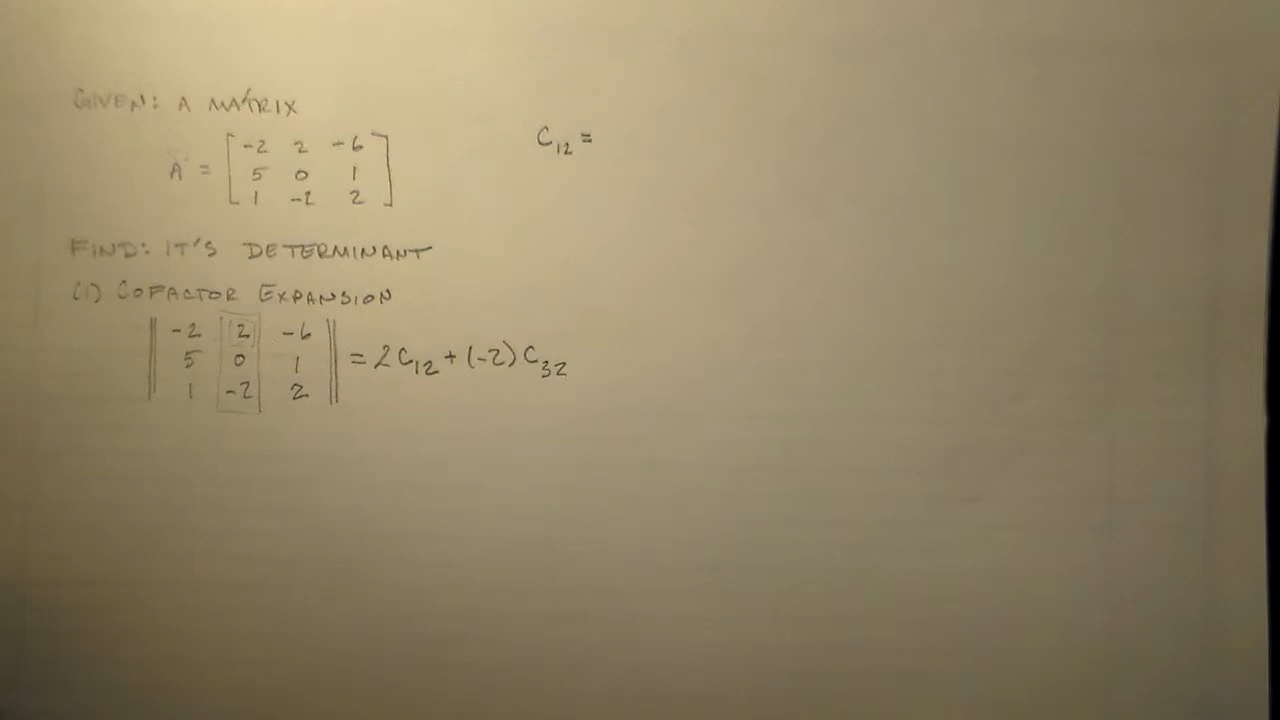 GIVEN: A MATRIX
A = [ -2 2 -6
5 0 1
1 -2 2 ]
C12 =
FIND: IT'S DETERMINANT
(1) COFACTOR EXPANSION
|| -2 2 -6 ||
|| 5 0 1 || = 2C12 + (-2) C32
|| 1 -2 2 ||